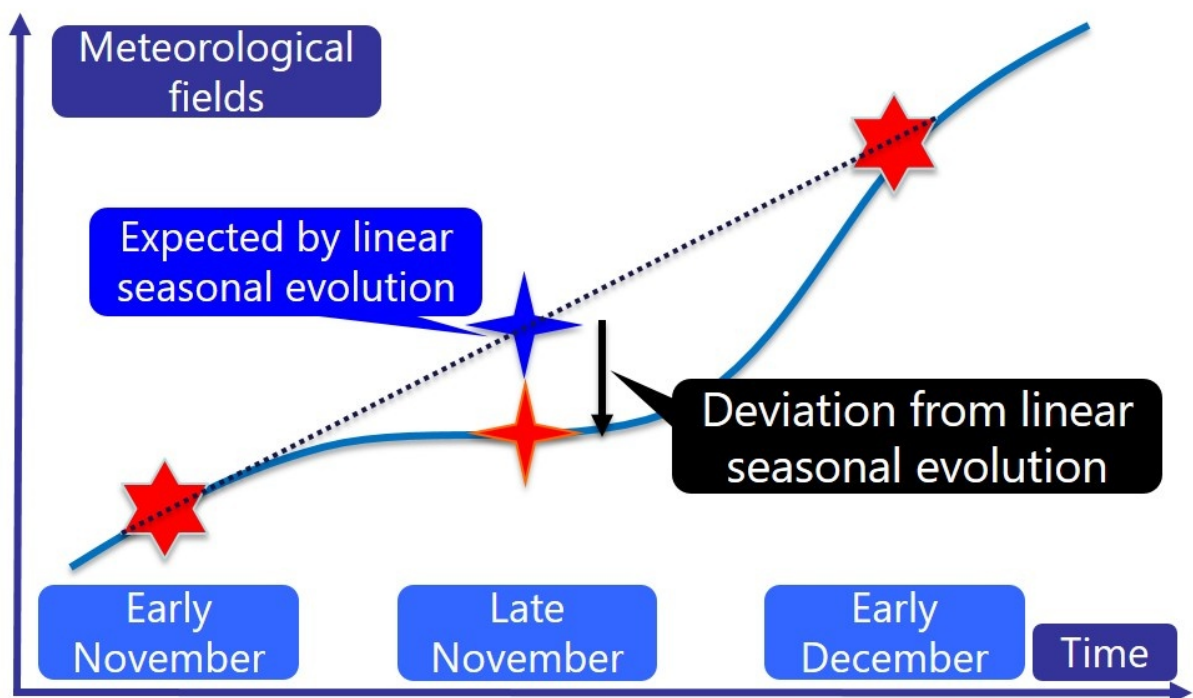 Meteorological
fields
Expected by linear
seasonal evolution
Deviation from linear
seasonal evolution
Early
November
Late
November
Early
December
Time